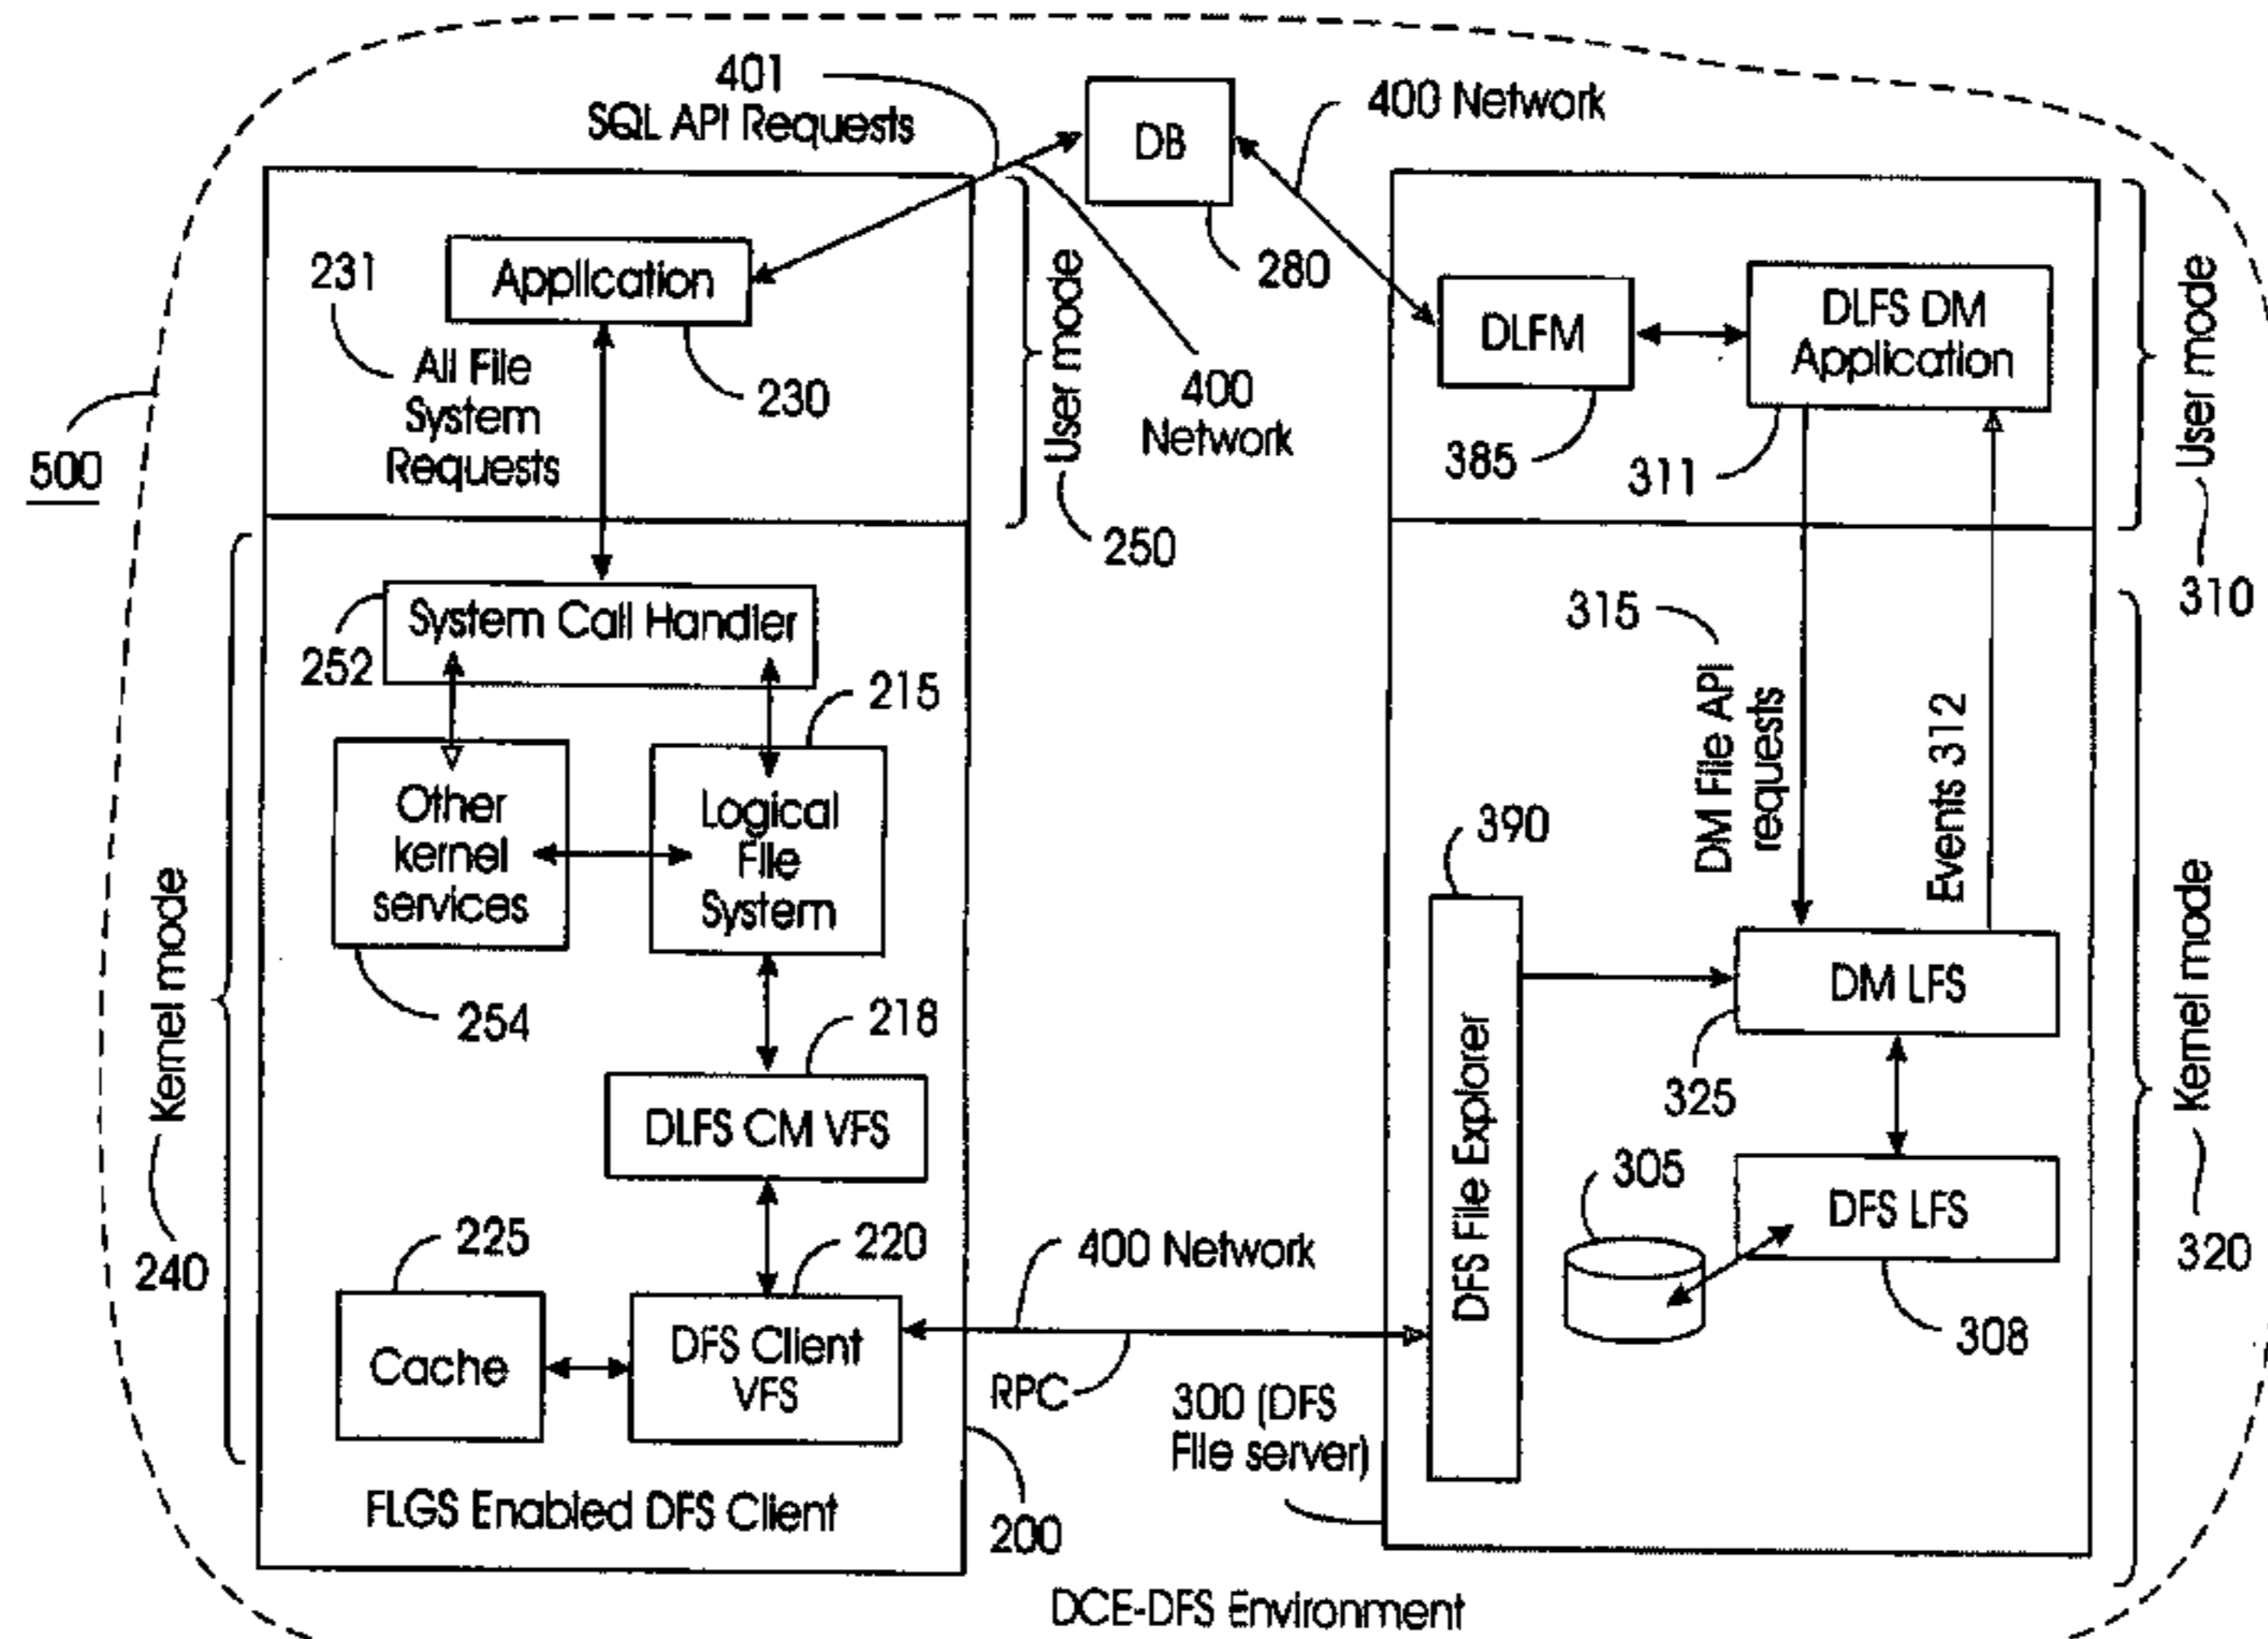 401
SQL API Requests
DB
400 Network
280
Application
231
All File
System
Requests
230
User mode
250
400
Network
DLFM
385
DLFS DM
Application
311
User mode
310
500
System Call Handler
252
215
Other
kernel
services
254
Logical
File
System
218
DLFS CM VFS
Kernel mode
240
225
Cache
220
DFS Client
VFS
FLGS Enabled DFS Client
200
400 Network
RPC
300 (DFS
File server)
315
DM File API
requests
Events 312
390
DFS File Explorer
DM LFS
325
305
DFS LFS
308
Kernel mode
320
DCE-DFS Environment